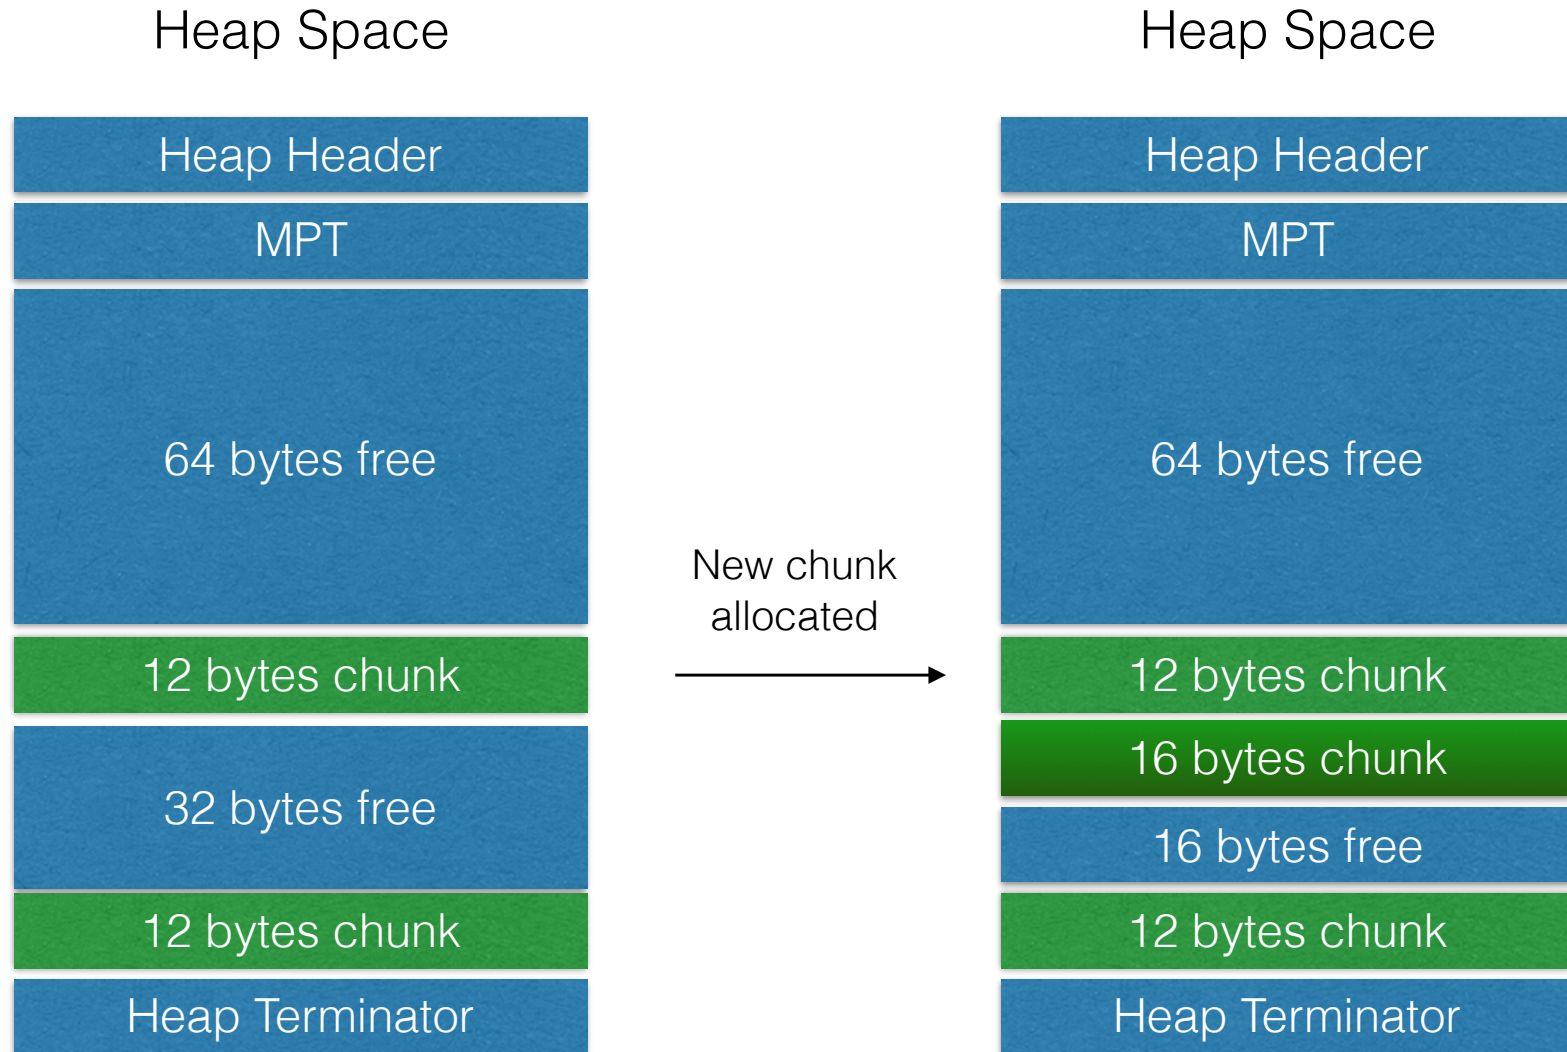 Heap Space
Heap Header
MPT
64 bytes free
12 bytes chunk
32 bytes free
12 bytes chunk
Heap Terminator
New chunk
allocated
Heap Space
Heap Header
MPT
64 bytes free
12 bytes chunk
16 bytes chunk
16 bytes free
12 bytes chunk
Heap Terminator